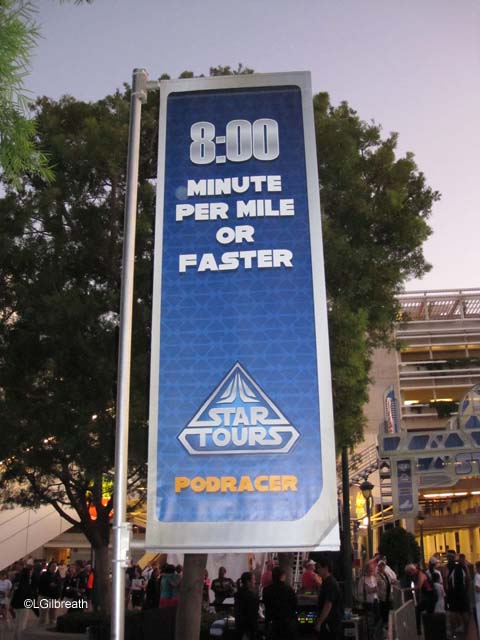 8:00
MINUTE
PER MILE
OR
FASTER
STAR
TOURS
PODRACER
©LGilbreath